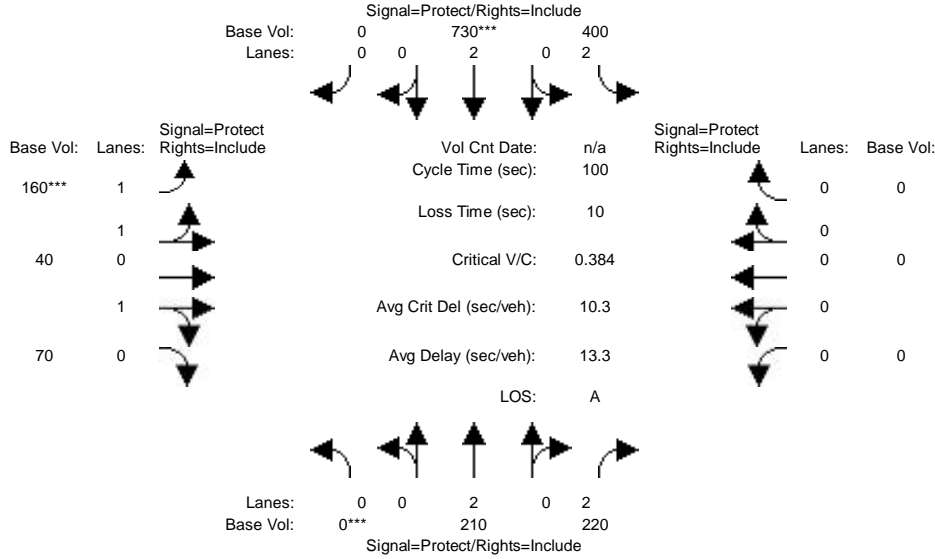 Signal=Protect/Rights=Include
Base Vol: 0 730*** 400
Lanes: 0 0 2 0 2
Signal=Protect
Rights=Include
Base Vol: Lanes:
160*** 1
1
40 0
1
70 0
Vol Cnt Date: n/a
Cycle Time (sec): 100
Loss Time (sec): 10
Critical V/C: 0.384
Avg Crit Del (sec/veh): 10.3
Avg Delay (sec/veh): 13.3
LOS: A
Signal=Protect
Rights=Include
Lanes: Base Vol:
0 0
0
0 0
0
0 0
Lanes: 0 0 2 0 2
Base Vol: 0*** 210 220
Signal=Protect/Rights=Include